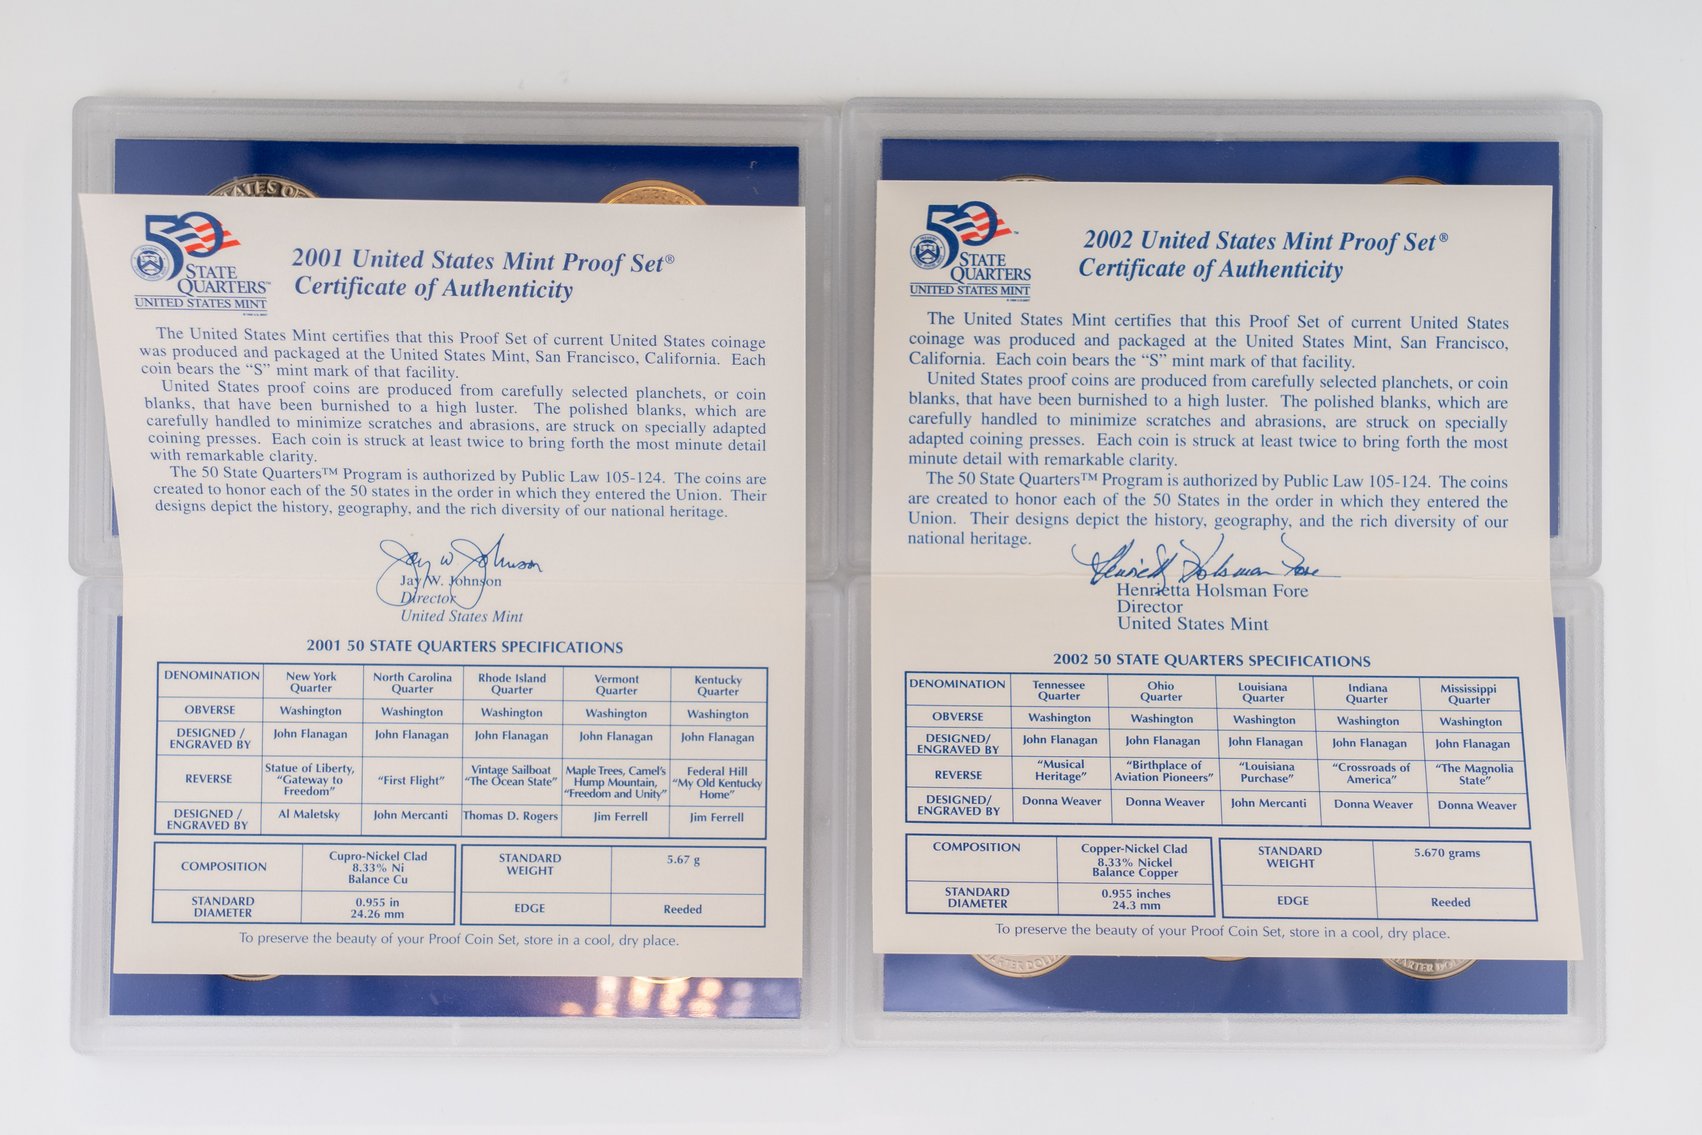 STATES OF
50
STATE
QUARTERS™
UNITED STATES MINT
2001 United States Mint Proof Set®
Certificate of Authenticity
The United States Mint certifies that this Proof Set of current United States coinage
was produced and packaged at the United States Mint, San Francisco, California. Each
coin bears the “S” mint mark of that facility.
United States proof coins are produced from carefully selected planchets, or coin
blanks, that have been burnished to a high luster. The polished blanks, which are
carefully handled to minimize scratches and abrasions, are struck on specially adapted
coining presses. Each coin is struck at least twice to bring forth the most minute detail
with remarkable clarity.
The 50 State Quarters™ Program is authorized by Public Law 105-124. The coins are
created to honor each of the 50 states in the order in which they entered the Union. Their
designs depict the history, geography, and the rich diversity of our national heritage.
Jay W Johnson
Jay W. Johnson
Director
United States Mint
2001 50 STATE QUARTERS SPECIFICATIONS
DENOMINATION New York Quarter North Carolina Quarter Rhode Island Quarter Vermont Quarter Kentucky Quarter
OBVERSE Washington Washington Washington Washington Washington
DESIGNED / ENGRAVED BY John Flanagan John Flanagan John Flanagan John Flanagan John Flanagan
REVERSE Statue of Liberty, “Gateway to Freedom” “First Flight” Vintage Sailboat “The Ocean State” Maple Trees, Camel’s Hump Mountain, “Freedom and Unity” Federal Hill “My Old Kentucky Home”
DESIGNED / ENGRAVED BY Al Maletsky John Mercanti Thomas D. Rogers Jim Ferrell Jim Ferrell
COMPOSITION Cupro-Nickel Clad 8.33% Ni Balance Cu STANDARD WEIGHT 5.67 g
STANDARD DIAMETER 0.955 in 24.26 mm EDGE Reeded
To preserve the beauty of your Proof Coin Set, store in a cool, dry place.
50
STATE
QUARTERS
UNITED STATES MINT
2002 United States Mint Proof Set®
Certificate of Authenticity
The United States Mint certifies that this Proof Set of current United States
coinage was produced and packaged at the United States Mint, San Francisco,
California. Each coin bears the “S” mint mark of that facility.
United States proof coins are produced from carefully selected planchets, or coin
blanks, that have been burnished to a high luster. The polished blanks, which are
carefully handled to minimize scratches and abrasions, are struck on specially
adapted coining presses. Each coin is struck at least twice to bring forth the most
minute detail with remarkable clarity.
The 50 State Quarters™ Program is authorized by Public Law 105-124. The coins
are created to honor each of the 50 States in the order in which they entered the
Union. Their designs depict the history, geography, and the rich diversity of our
national heritage.
Henrietta Holsman Fore
Henrietta Holsman Fore
Director
United States Mint
2002 50 STATE QUARTERS SPECIFICATIONS
DENOMINATION Tennessee Quarter Ohio Quarter Louisiana Quarter Indiana Quarter Mississippi Quarter
OBVERSE Washington Washington Washington Washington Washington
DESIGNED/ ENGRAVED BY John Flanagan John Flanagan John Flanagan John Flanagan John Flanagan
REVERSE “Musical Heritage” “Birthplace of Aviation Pioneers” “Louisiana Purchase” “Crossroads of America” “The Magnolia State”
DESIGNED/ ENGRAVED BY Donna Weaver Donna Weaver John Mercanti Donna Weaver Donna Weaver
COMPOSITION Copper-Nickel Clad 8.33% Nickel Balance Copper STANDARD WEIGHT 5.670 grams
STANDARD DIAMETER 0.955 inches 24.3 mm EDGE Reeded
To preserve the beauty of your Proof Coin Set, store in a cool, dry place.